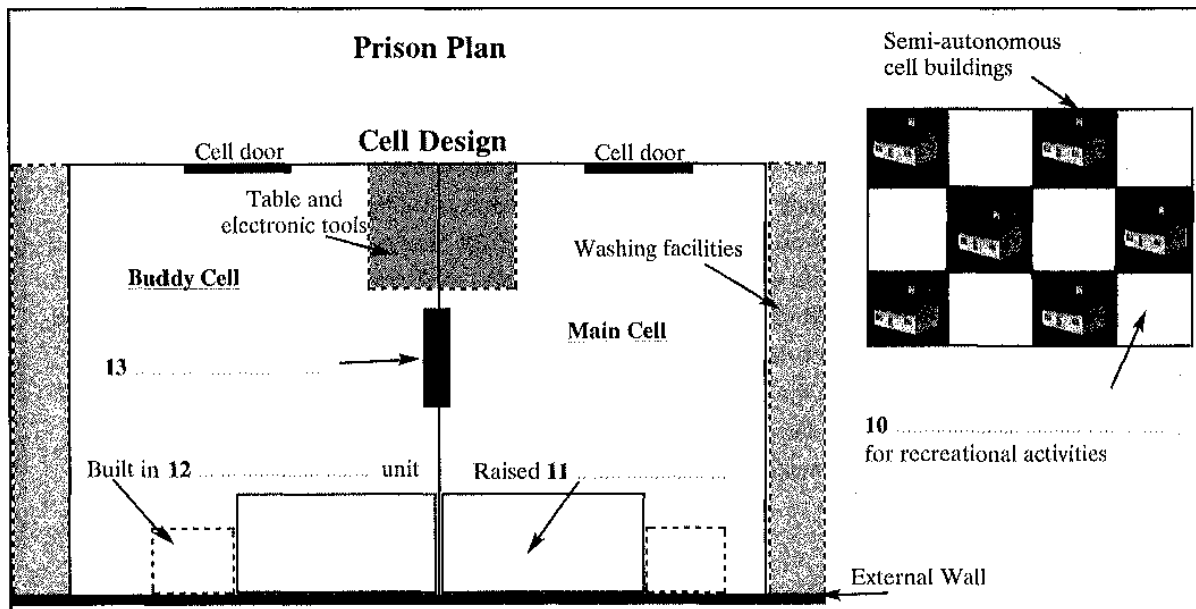 Prison Plan
Semi-autonomous
cell buildings
Cell Design
Cell door
Cell door
Table and
electronic tools
Washing facilities
Buddy Cell
Main Cell
13 ........................
10 ........................
for recreational activities
Built in 12 ........................ unit
Raised 11 ........................
External Wall